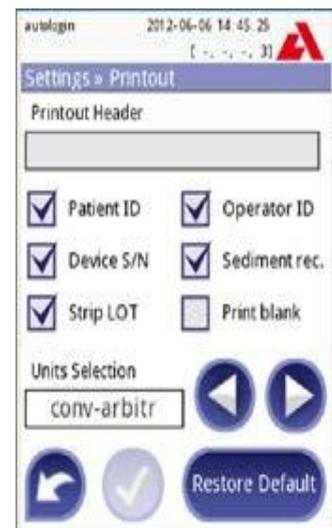 autologin 2012-06-06 14:45:25
[ -, -, -, 3]
Settings » Printout
Printout Header
Patient ID Operator ID
Device S/N Sediment rec.
Strip LOT Print blank
Units Selection
conv-arbitr
Restore Default